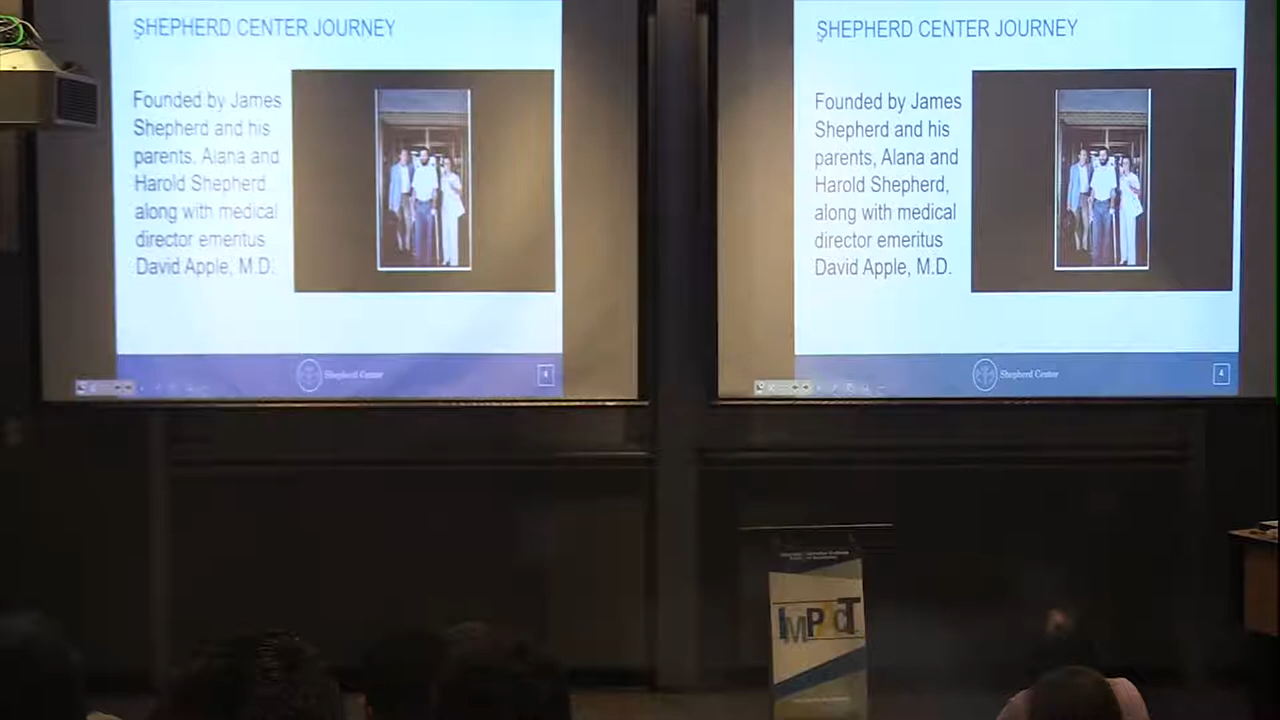 SHEPHERD CENTER JOURNEY
Founded by James
Shepherd and his
parents, Alana and
Harold Shepherd,
along with medical
director emeritus
David Apple, M.D.
Shepherd Center
4
SHEPHERD CENTER JOURNEY
Founded by James
Shepherd and his
parents, Alana and
Harold Shepherd,
along with medical
director emeritus
David Apple, M.D.
Shepherd Center
4
IMPACT